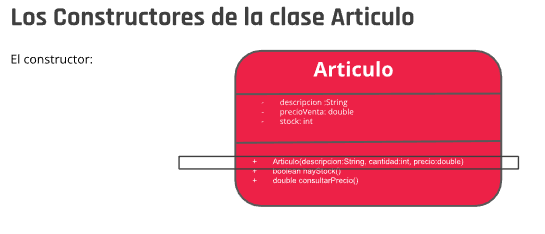 Los Constructores de la clase Articulo
El constructor:
Articulo
- descripcion :String
- precioVenta: double
- stock: int
+ Articulo(descripcion:String, cantidad:int, precio:double)
+ boolean hayStock()
+ double consultarPrecio()